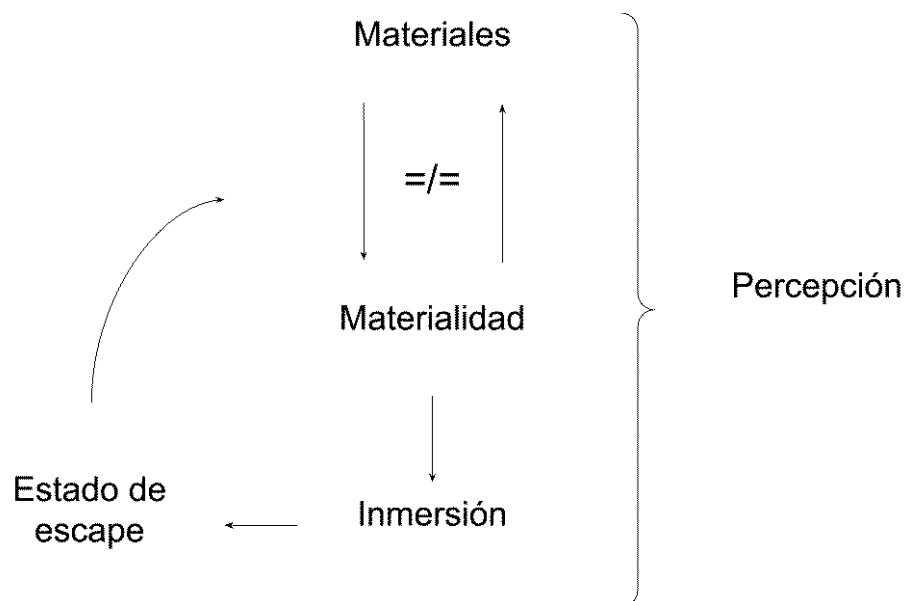 Materiales
=/=
Percepción
Materialidad
Estado de
escape
Inmersión